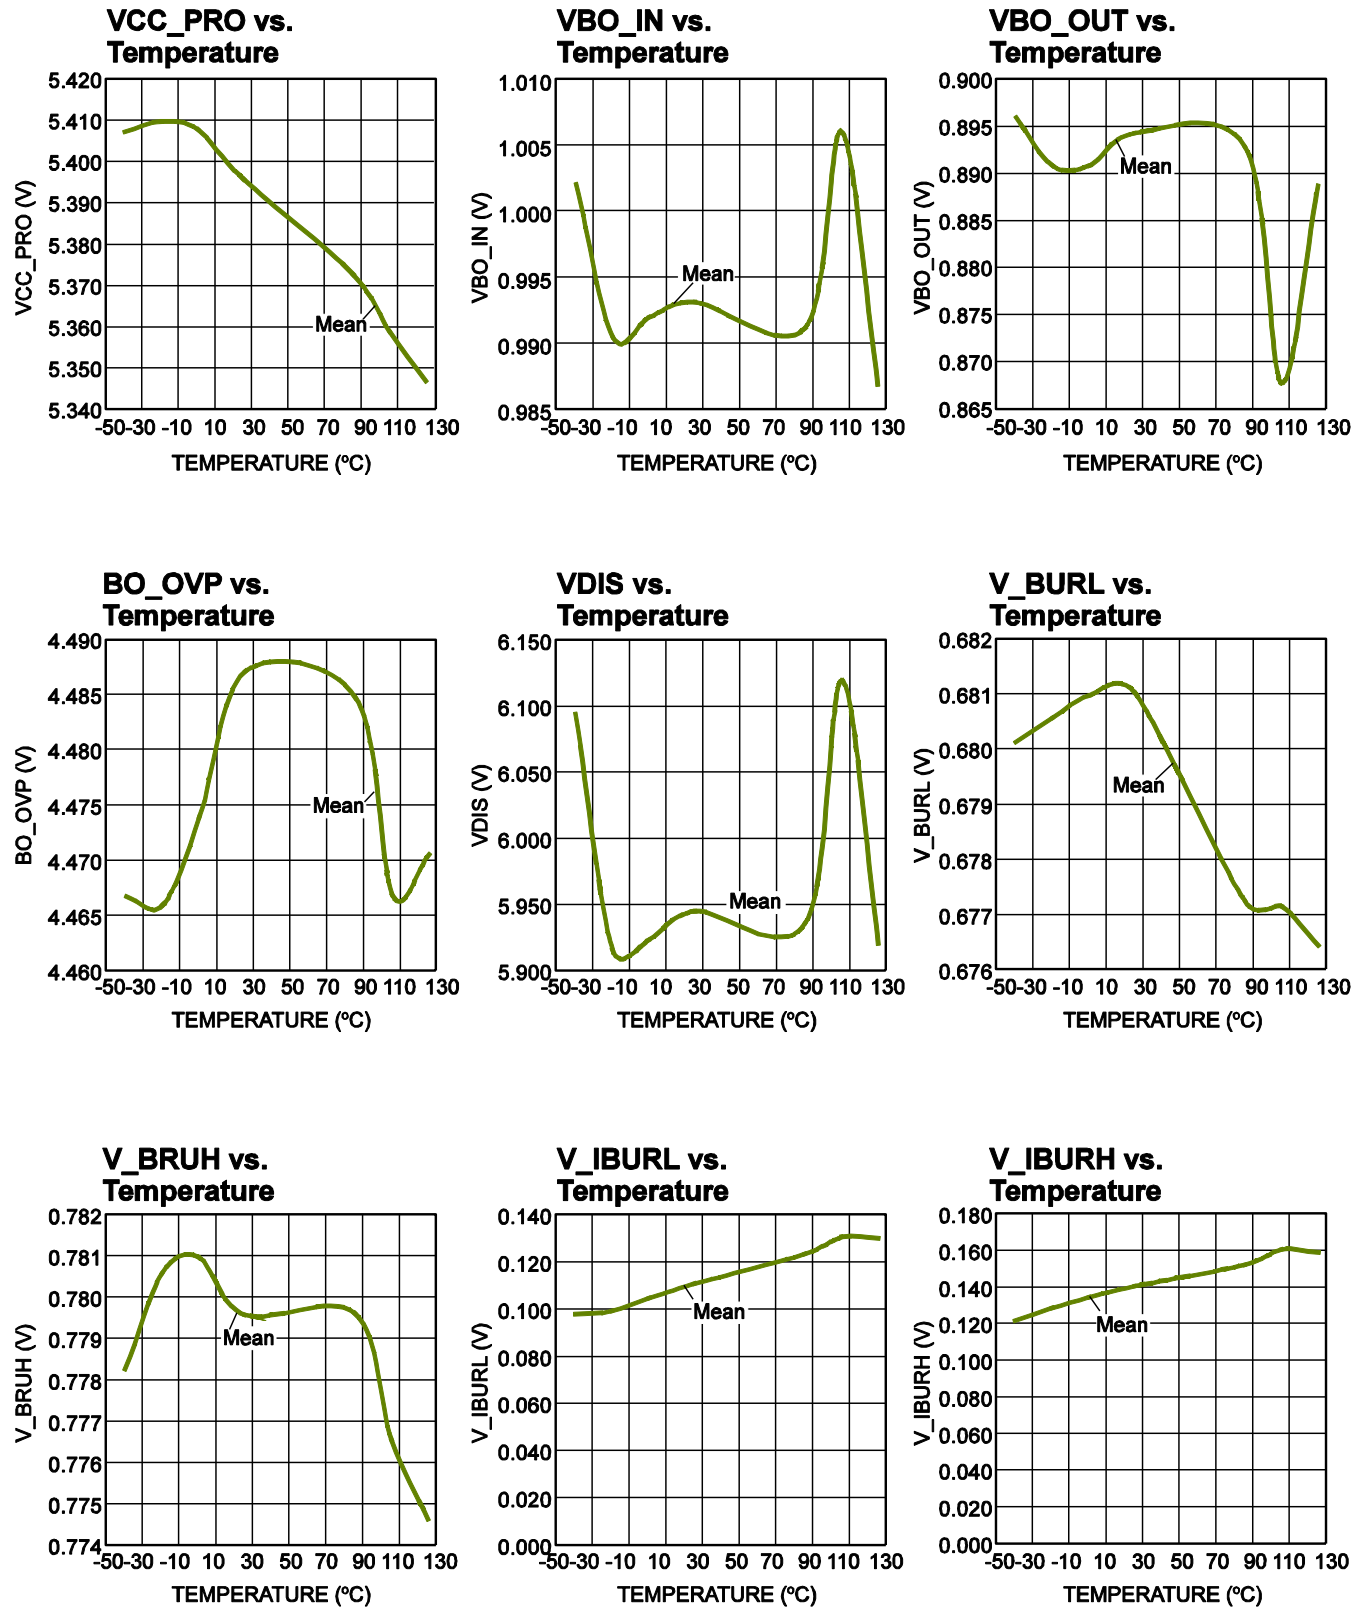 VCC_PRO vs.
Temperature
5.420
5.410
5.400
5.390
5.380
5.370
5.360
5.350
5.340
VCC_PRO (V)
Mean
-50 -30 -10 10 30 50 70 90 110 130
TEMPERATURE (ºC)
VBO_IN vs.
Temperature
1.010
1.005
1.000
0.995
0.990
0.985
VBO_IN (V)
Mean
-50 -30 -10 10 30 50 70 90 110 130
TEMPERATURE (ºC)
VBO_OUT vs.
Temperature
0.900
0.895
0.890
0.885
0.880
0.875
0.870
0.865
VBO_OUT (V)
Mean
-50 -30 -10 10 30 50 70 90 110 130
TEMPERATURE (ºC)
BO_OVP vs.
Temperature
4.490
4.485
4.480
4.475
4.470
4.465
4.460
BO_OVP (V)
Mean
-50 -30 -10 10 30 50 70 90 110 130
TEMPERATURE (ºC)
VDIS vs.
Temperature
6.150
6.100
6.050
6.000
5.950
5.900
VDIS (V)
Mean
-50 -30 -10 10 30 50 70 90 110 130
TEMPERATURE (ºC)
V_BURL vs.
Temperature
0.682
0.681
0.680
0.679
0.678
0.677
0.676
V_BURL (V)
Mean
-50 -30 -10 10 30 50 70 90 110 130
TEMPERATURE (ºC)
V_BRUH vs.
Temperature
0.782
0.781
0.780
0.779
0.778
0.777
0.776
0.775
0.774
V_BRUH (V)
Mean
-50 -30 -10 10 30 50 70 90 110 130
TEMPERATURE (ºC)
V_IBURL vs.
Temperature
0.140
0.120
0.100
0.080
0.060
0.040
0.020
0.000
V_IBURL (V)
Mean
-50 -30 -10 10 30 50 70 90 110 130
TEMPERATURE (ºC)
V_IBURH vs.
Temperature
0.180
0.160
0.140
0.120
0.100
0.080
0.060
0.040
0.020
0.000
V_IBURH (V)
Mean
-50 -30 -10 10 30 50 70 90 110 130
TEMPERATURE (ºC)